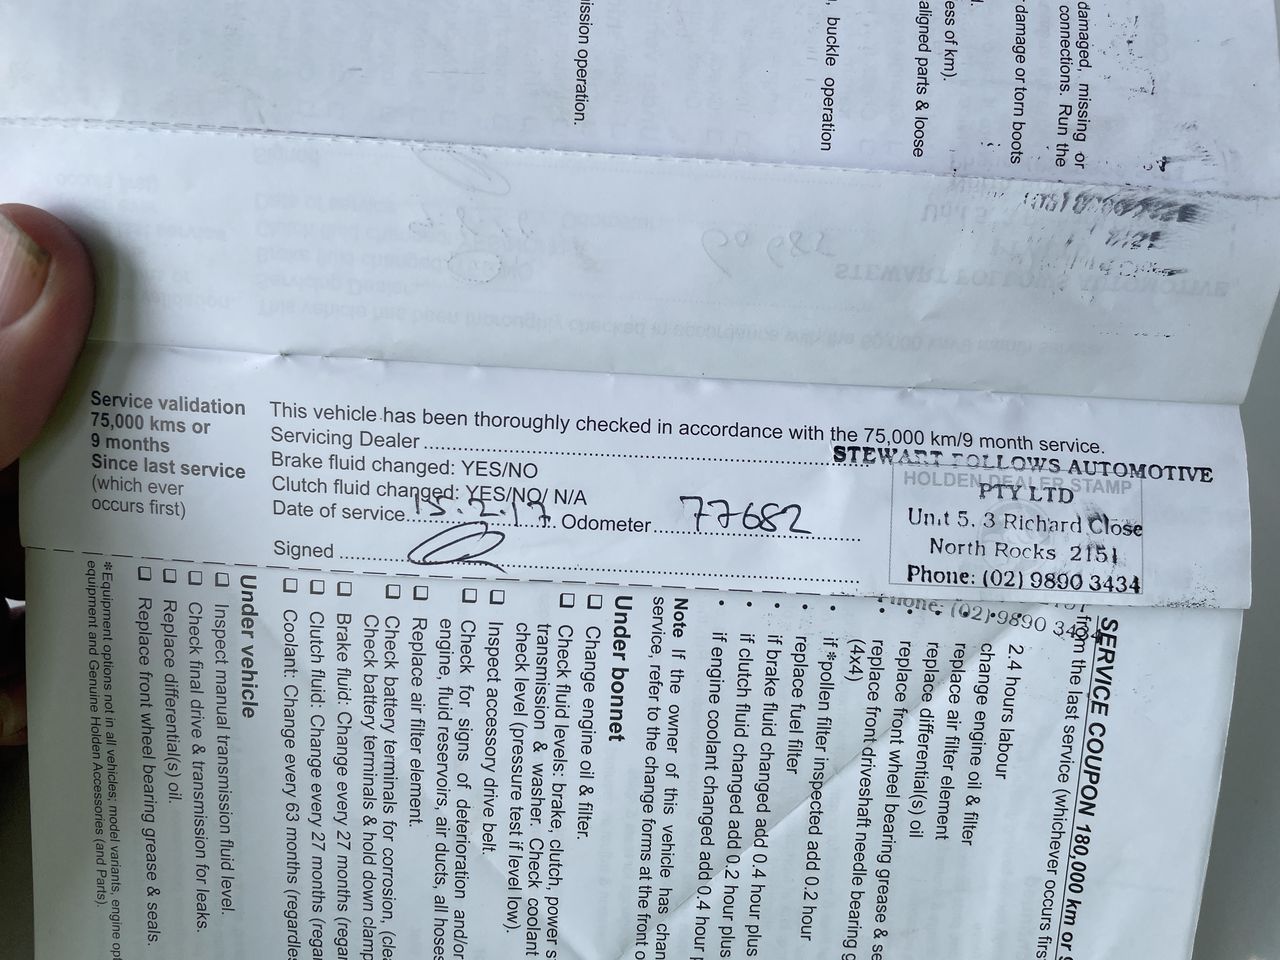 ission operation.
, buckle operation
ess of km).
aligned parts & loose
damage or torn boots
damaged, missing or
connections. Run the
Service validation
75,000 kms or
9 months
Since last service
(which ever
occurs first)
This vehicle has been thoroughly checked in accordance with the 75,000 km/9 month service.
Servicing Dealer
Brake fluid changed: YES/NO
Clutch fluid changed: YES/NO/ N/A
Date of service 15.2.17 Odometer 77682
Signed
HOLDEN DEALER STAMP
STEWART FOLLOWS AUTOMOTIVE
PTY LTD
Unit 5. 3 Richard Close
North Rocks 2151
Phone: (02) 9890 3434
Phone: (02) 9890 3434
SERVICE COUPON 180,000 km or 9
from the last service (whichever occurs first
2.4 hours labour
change engine oil & filter
replace air filter element
replace differential(s) oil
replace front wheel bearing grease & se
replace front driveshaft needle bearing g
(4x4)
• if *pollen filter inspected add 0.2 hour
• replace fuel filter
• if brake fluid changed add 0.4 hour plus
• if clutch fluid changed add 0.2 hour plus
• if engine coolant changed add 0.4 hour p
Note If the owner of this vehicle has chan
service, refer to the change forms at the front o
Under bonnet
☐ Change engine oil & filter.
☐ Check fluid levels: brake, clutch, power s
transmission & washer. Check coolant
check level (pressure test if level low).
☐ Inspect accessory drive belt.
☐ Check for signs of deterioration and/or
engine, fluid reservoirs, air ducts, all hoses
☐ Replace air filter element.
☐ Check battery terminals for corrosion, (clea
Check battery terminals & hold down clamp
☐ Brake fluid: Change every 27 months (regar
☐ Clutch fluid: Change every 27 months (regar
☐ Coolant: Change every 63 months (regardles
Under vehicle
☐ Inspect manual transmission fluid level.
☐ Check final drive & transmission for leaks.
☐ Replace differential(s) oil.
☐ Replace front wheel bearing grease & seals.
*Equipment options not in all vehicles; model variants, engine opt
equipment and Genuine Holden Accessories (and Parts).